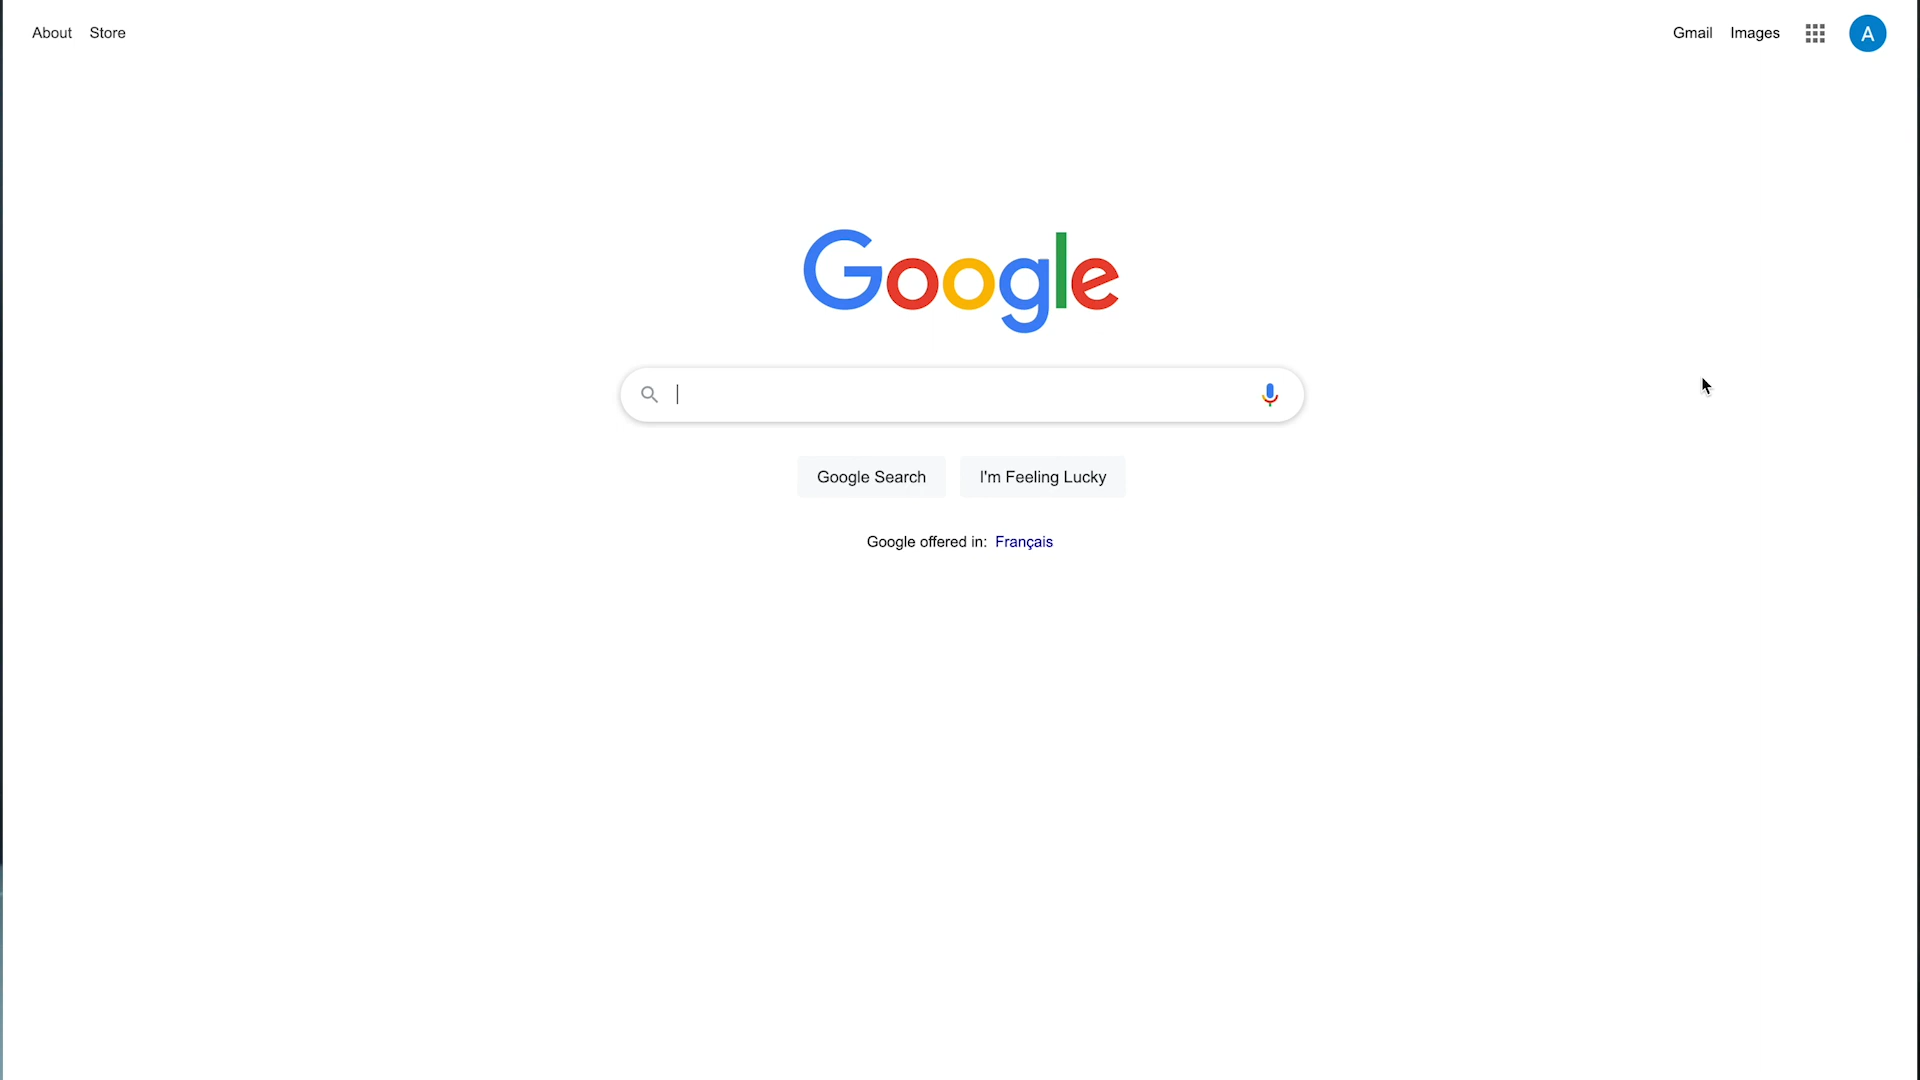 About Store
Gmail Images
A
Google
Google Search
I'm Feeling Lucky
Google offered in: Français